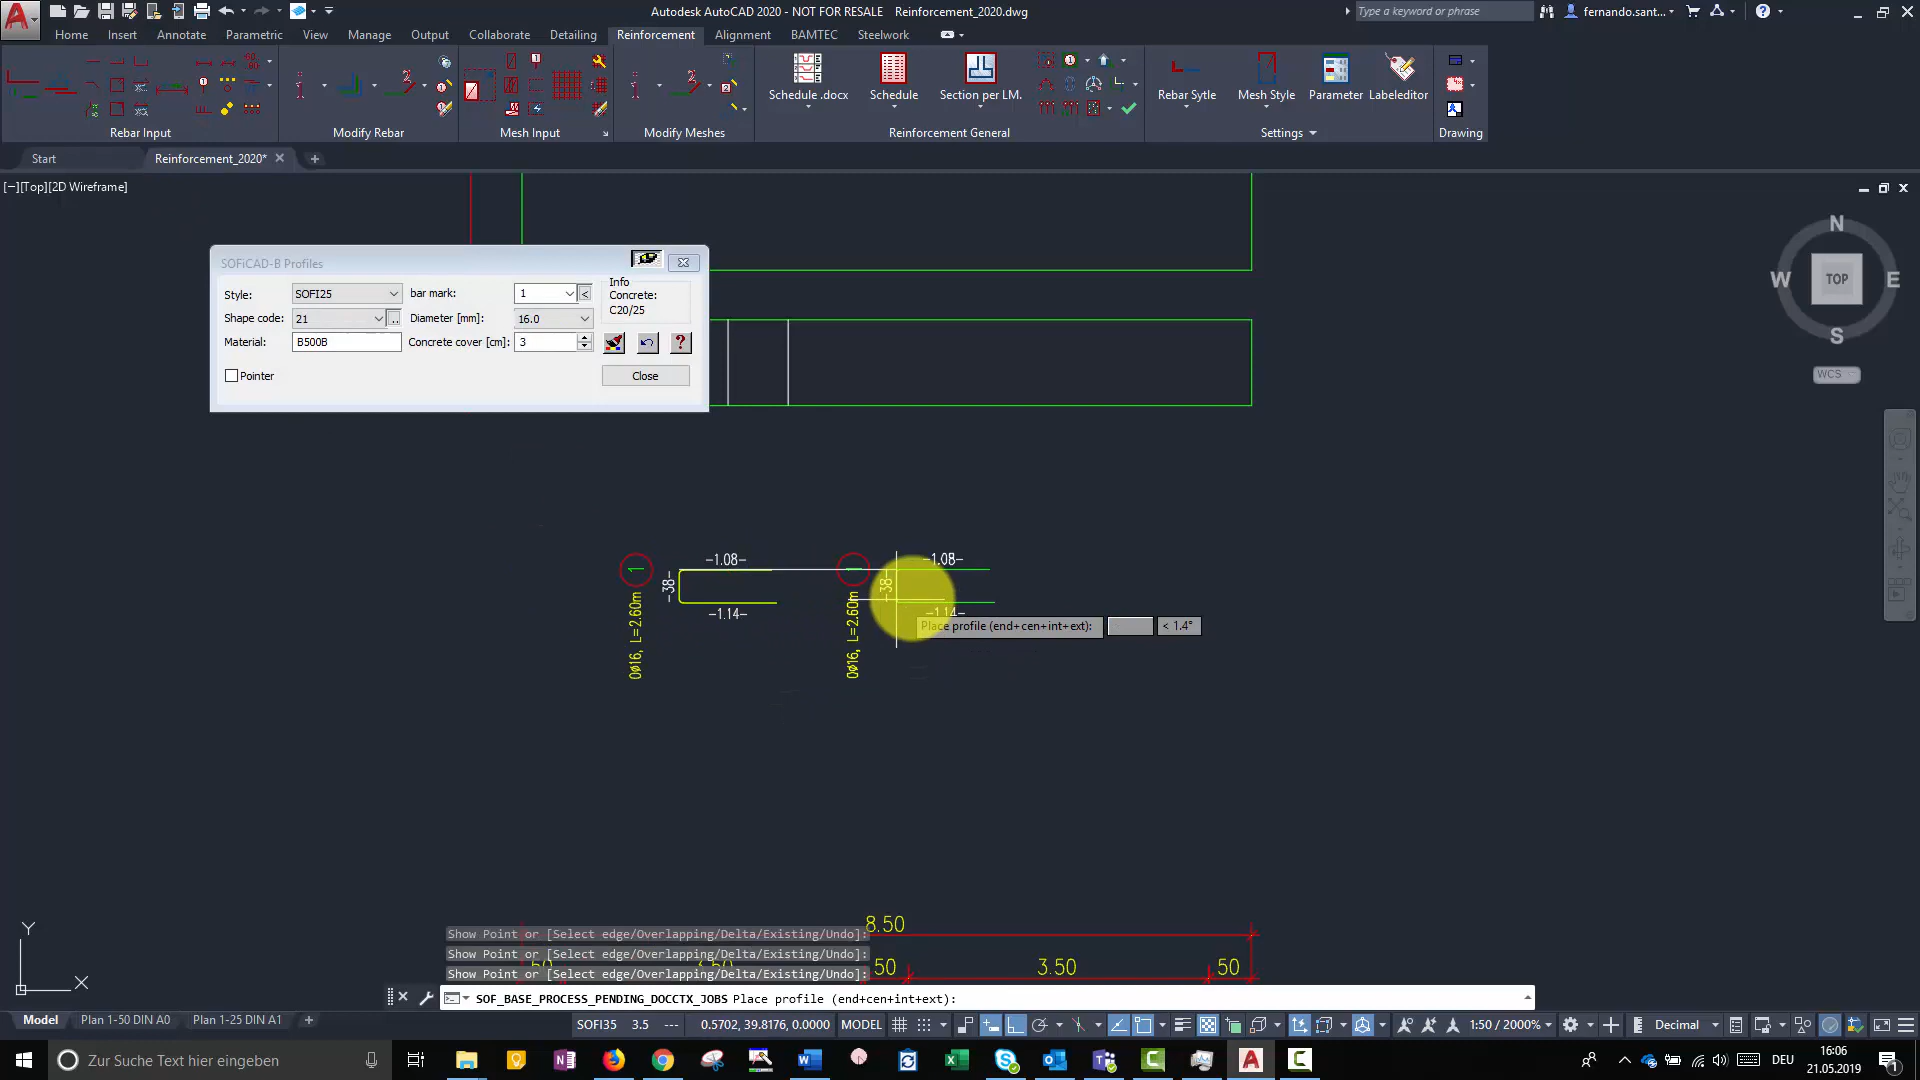 Autodesk AutoCAD 2020 - NOT FOR RESALE Reinforcement_2020.dwg
Type a keyword or phrase
fernando.sant...
Home Insert Annotate Parametric View Manage Output Collaborate Detailing Reinforcement Alignment BAMTEC Steelwork
Schedule .docx
Schedule
Section per LM.
Rebar Sytle
Mesh Style
Parameter
Labeleditor
Rebar Input
Modify Rebar
Mesh Input
Modify Meshes
Reinforcement General
Settings
Drawing
Start
Reinforcement_2020*
[−][Top][2D Wireframe]
N
W
TOP
E
S
WCS
SOFiCAD-B Profiles
Style: SOFI25
bar mark: 1
Info
Concrete:
C20/25
Shape code: 21
Diameter [mm]: 16.0
Material: B500B
Concrete cover [cm]: 3
Pointer
Close
1
0ø16, L=2.60m
-38-
-1.08-
-1.14-
1
0ø16, L=2.60m
-38-
-1.08-
-1.14-
Place profile (end+cen+int+ext):
< 1.4°
8.50
50
3.50
50
Y
X
Show Point or [Select edge/Overlapping/Delta/Existing/Undo]:
Show Point or [Select edge/Overlapping/Delta/Existing/Undo]:
Show Point or [Select edge/Overlapping/Delta/Existing/Undo]:
SOF_BASE_PROCESS_PENDING_DOCCTX_JOBS Place profile (end+cen+int+ext):
Model
Plan 1-50 DIN A0
Plan 1-25 DIN A1
SOFI35 3.5 ---
0.5702, 39.8176, 0.0000
MODEL
1:50 / 2000%
Decimal
Zur Suche Text hier eingeben
DEU
16:06
21.05.2019